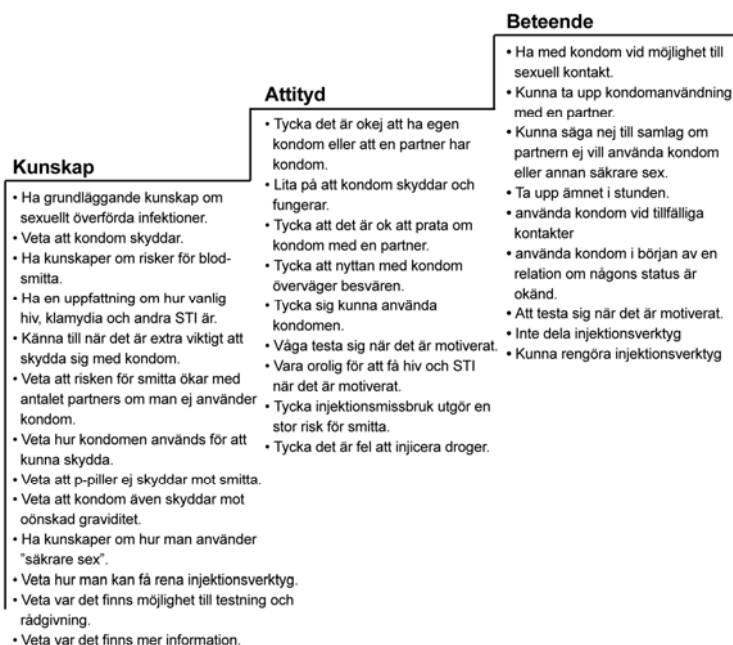 Kunskap
• Ha grundläggande kunskap om
sexuellt överförda infektioner.
• Veta att kondom skyddar.
• Ha kunskaper om risker för blod-
smitta.
• Ha en uppfattning om hur vanlig
hiv, klamydia och andra STI är.
• Känna till när det är extra viktigt att
skydda sig med kondom.
• Veta att risken för smitta ökar med
antalet partners om man ej använder
kondom.
• Veta hur kondomen används för att
kunna skydda.
• Veta att p-piller ej skyddar mot smitta.
• Veta att kondom även skyddar mot
oönskad graviditet.
• Ha kunskaper om hur man använder
”säkrare sex”.
• Veta hur man kan få rena injektionsverktyg.
• Veta var det finns möjlighet till testning och
rådgivning.
• Veta var det finns mer information.
Attityd
• Tycka det är okej att ha egen
kondom eller att en partner har
kondom.
• Lita på att kondom skyddar och
fungerar.
• Tycka att det är ok att prata om
kondom med en partner.
• Tycka att nyttan med kondom
överväger besvären.
• Tycka sig kunna använda
kondomen.
• Våga testa sig när det är motiverat.
• Vara orolig för att få hiv och STI
när det är motiverat.
• Tycka injektionsmissbruk utgör en
stor risk för smitta.
• Tycka det är fel att injicera droger.
Beteende
• Ha med kondom vid möjlighet till
sexuell kontakt.
• Kunna ta upp kondomanvändning
med en partner.
• Kunna säga nej till samlag om
partnern ej vill använda kondom
eller annan säkrare sex.
• Ta upp ämnet i stunden.
• använda kondom vid tillfälliga
kontakter
• använda kondom i början av en
relation om någons status är
okänd.
• Att testa sig när det är motiverat.
• Inte dela injektionsverktyg
• Kunna rengöra injektionsverktyg